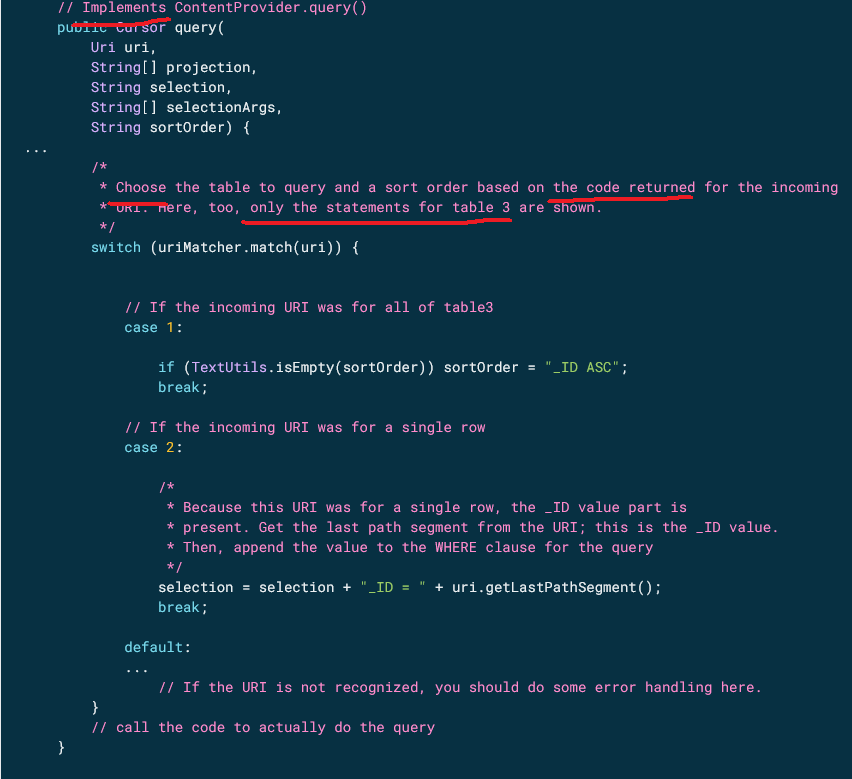 // Implements ContentProvider.query()
public Cursor query(
Uri uri,
String[] projection,
String selection,
String[] selectionArgs,
String sortOrder) {
...
/*
* Choose the table to query and a sort order based on the code returned for the incoming
* URI. Here, too, only the statements for table 3 are shown.
*/
switch (uriMatcher.match(uri)) {
// If the incoming URI was for all of table3
case 1:
if (TextUtils.isEmpty(sortOrder)) sortOrder = "_ID ASC";
break;
// If the incoming URI was for a single row
case 2:
/*
* Because this URI was for a single row, the _ID value part is
* present. Get the last path segment from the URI; this is the _ID value.
* Then, append the value to the WHERE clause for the query
*/
selection = selection + "_ID = " + uri.getLastPathSegment();
break;
default:
...
// If the URI is not recognized, you should do some error handling here.
}
// call the code to actually do the query
}